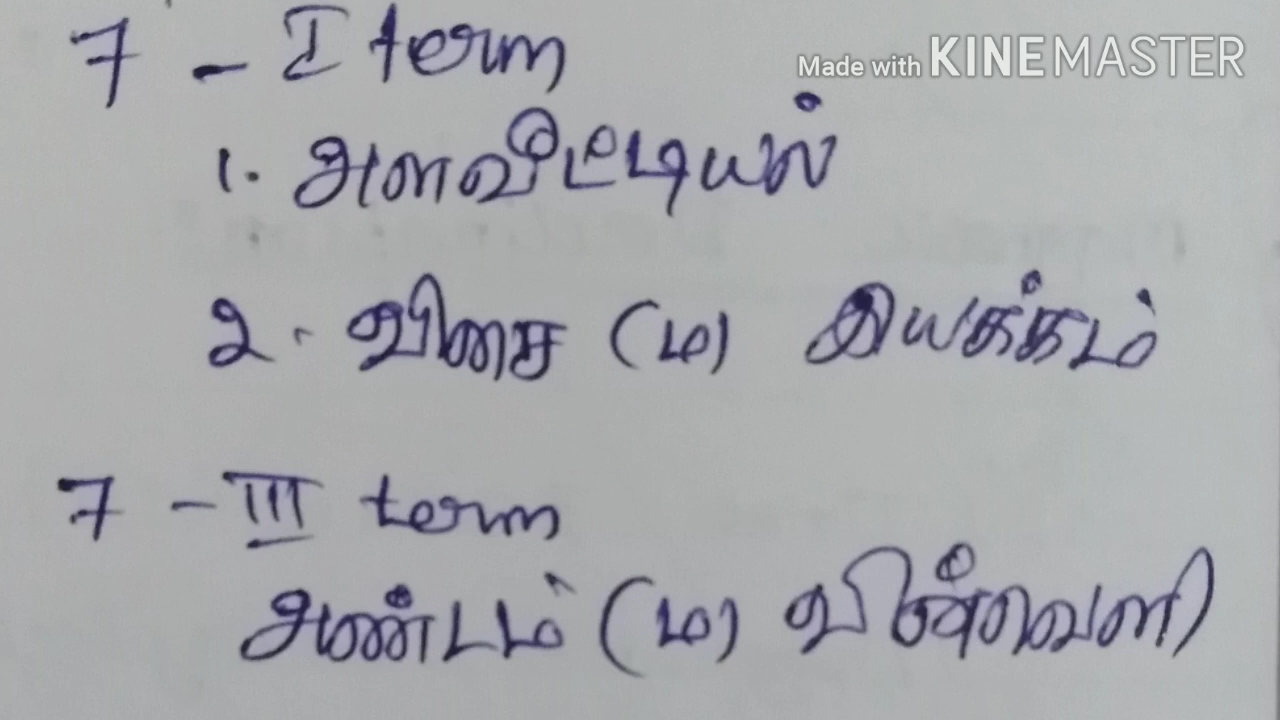 Made with KINEMASTER
7 - I term
1. அளவீட்டியல்
2. விசை (ம) இயக்கம்
7 - III term
அண்டம் (ம) விண்வெளி